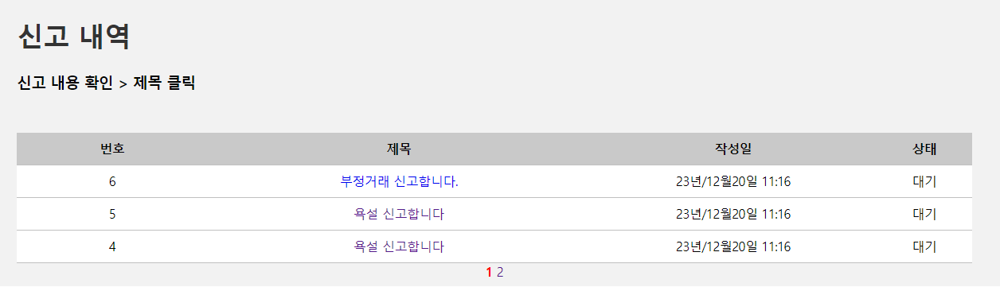 신고 내역
신고 내용 확인 > 제목 클릭
번호 제목 작성일 상태
6 부정거래 신고합니다. 23년/12월20일 11:16 대기
5 욕설 신고합니다 23년/12월20일 11:16 대기
4 욕설 신고합니다 23년/12월20일 11:16 대기
1 2